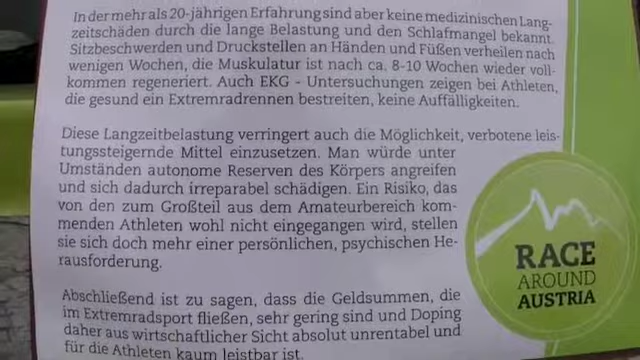 In der mehr als 20-jährigen Erfahrung sind aber keine medizinischen Lang-
zeitschäden durch die lange Belastung und den Schlafmangel bekannt.
Sitzbeschwerden und Druckstellen an Händen und Füßen verheilen nach
wenigen Wochen, die Muskulatur ist nach ca. 8-10 Wochen wieder voll-
kommen regeneriert. Auch EKG - Untersuchungen zeigen bei Athleten,
die gesund ein Extremradrennen bestreiten, keine Auffälligkeiten.
Diese Langzeitbelastung verringert auch die Möglichkeit, verbotene leis-
tungssteigernde Mittel einzusetzen. Man würde unter
Umständen autonome Reserven des Körpers angreifen
und sich dadurch irreparabel schädigen. Ein Risiko, das
von den zum Großteil aus dem Amateurbereich kom-
menden Athleten wohl nicht eingegangen wird, stellen
sie sich doch mehr einer persönlichen, psychischen He-
rausforderung.
Abschließend ist zu sagen, dass die Geldsummen, die
im Extremradsport fließen, sehr gering sind und Doping
daher aus wirtschaftlicher Sicht absolut unrentabel und
für die Athleten kaum leistbar ist.
RACE
AROUND
AUSTRIA